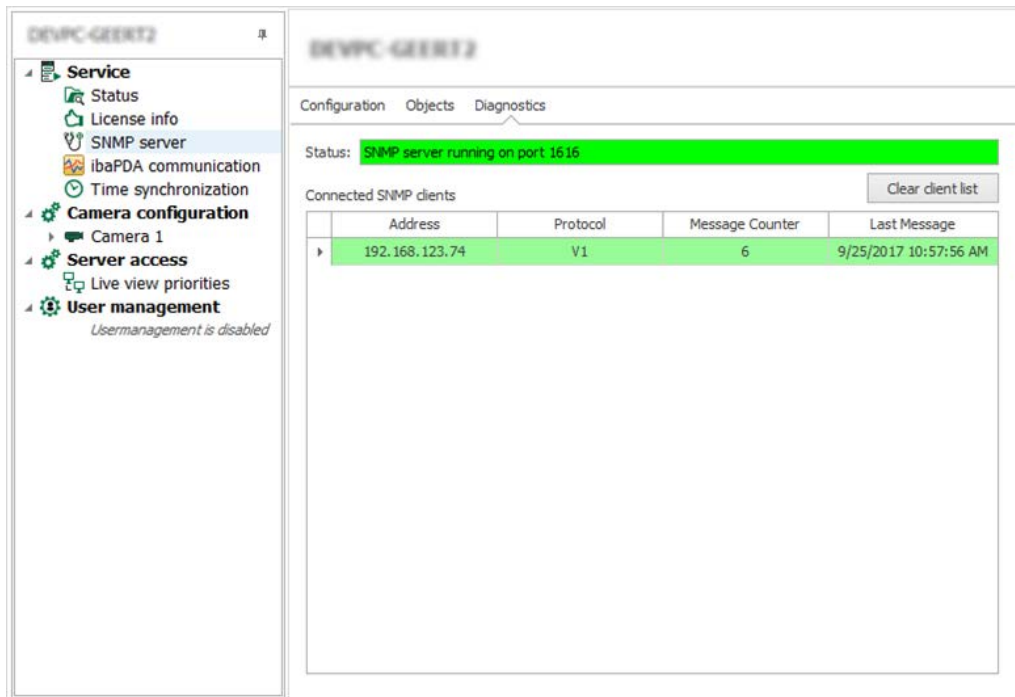 Service
Status
License info
SNMP server
ibaPDA communication
Time synchronization
Camera configuration
Camera 1
Server access
Live view priorities
User management
Usermanagement is disabled
Configuration Objects Diagnostics
Status: SNMP server running on port 1616
Connected SNMP clients
Clear client list
Address Protocol Message Counter Last Message
192.168.123.74 V1 6 9/25/2017 10:57:56 AM